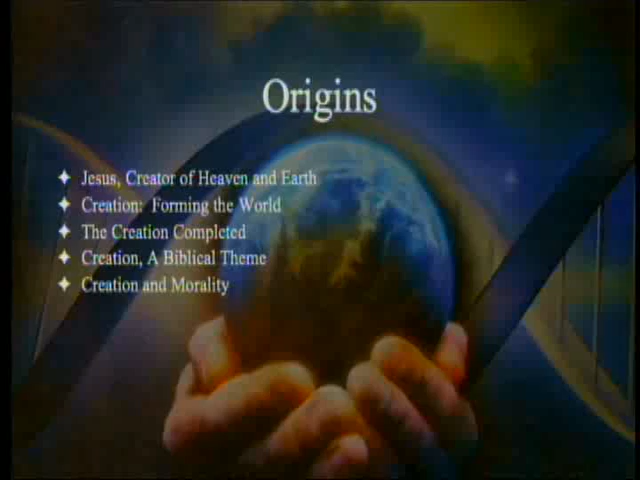 Origins
Jesus, Creator of Heaven and Earth
Creation: Forming the World
The Creation Completed
Creation, A Biblical Theme
Creation and Morality